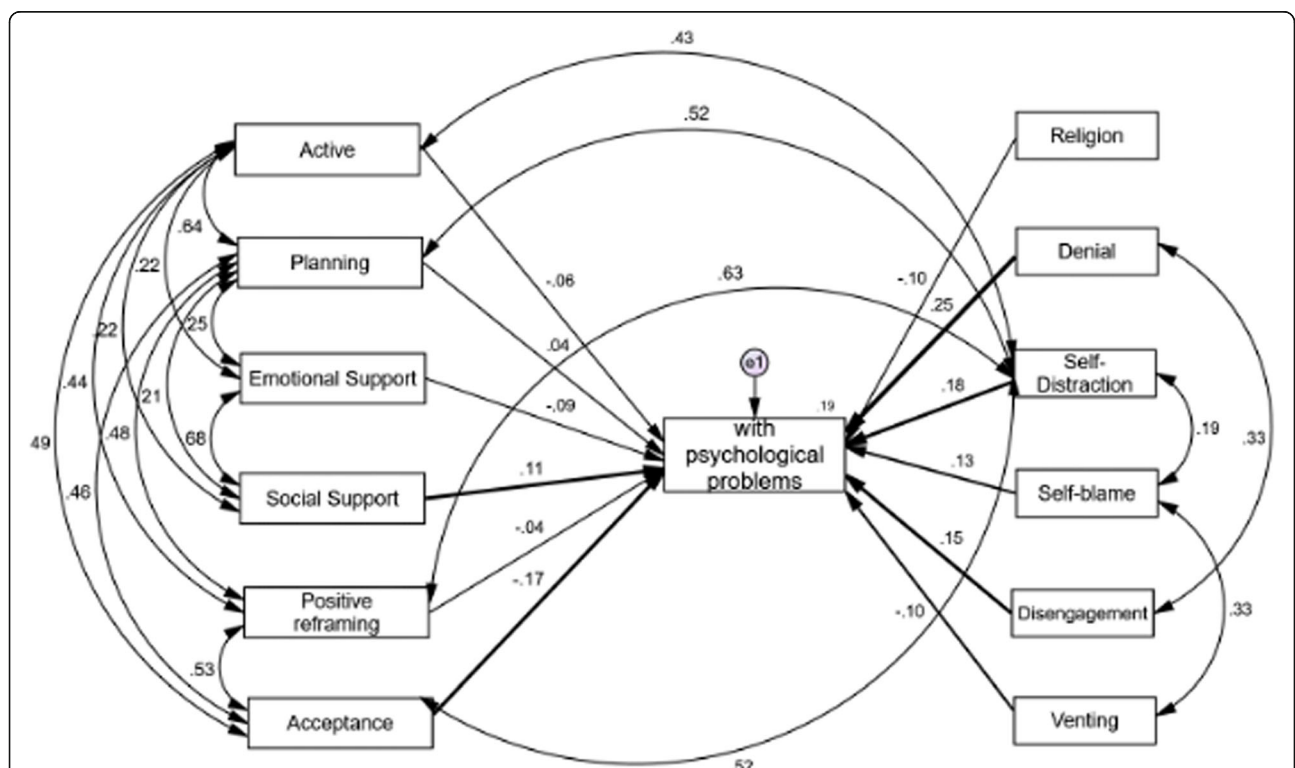 .43
.52
Religion
Active
.64
Denial
Planning
.22
.63
-.10
-.06
.25
.22
.25
.04
Self-
Distraction
Emotional Support
.44
.18
.21
-.09
e1
.19
with
psychological
problems
.19
.48
.68
49
.33
.11
.13
Self-blame
Social Support
.46
-.04
.15
-.17
Positive
reframing
-.10
Disengagement
.33
.53
Acceptance
Venting
.52